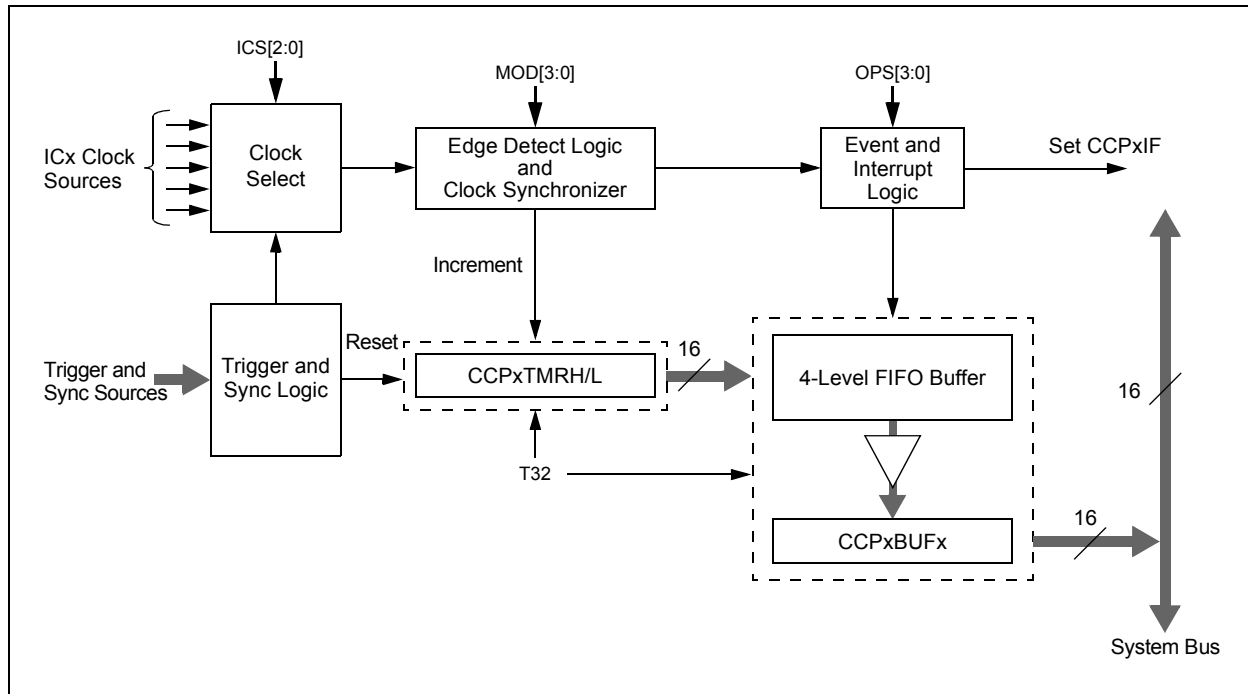 ICS[2:0]
MOD[3:0]
OPS[3:0]
ICx Clock
Sources
Clock
Select
Edge Detect Logic
and
Clock Synchronizer
Event and
Interrupt
Logic
Set CCPxIF
Increment
Trigger and
Sync Sources
Trigger and
Sync Logic
Reset
CCPxTMRH/L
16
4-Level FIFO Buffer
16
T32
CCPxBUFx
16
System Bus